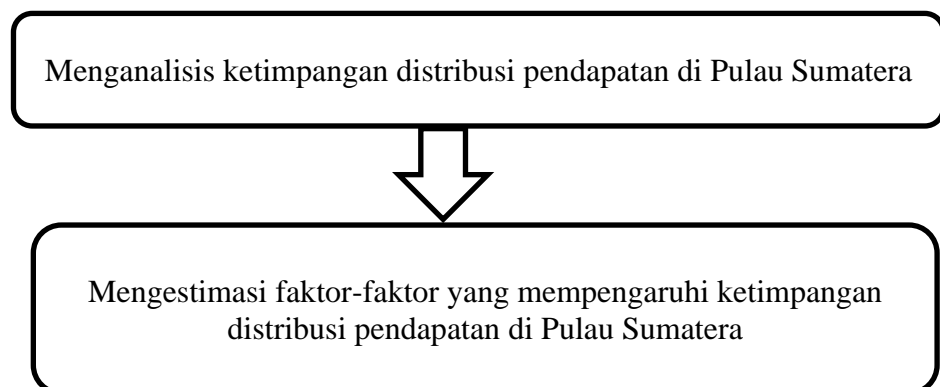 Menganalisis ketimpangan distribusi pendapatan di Pulau Sumatera
Mengestimasi faktor-faktor yang mempengaruhi ketimpangan
distribusi pendapatan di Pulau Sumatera